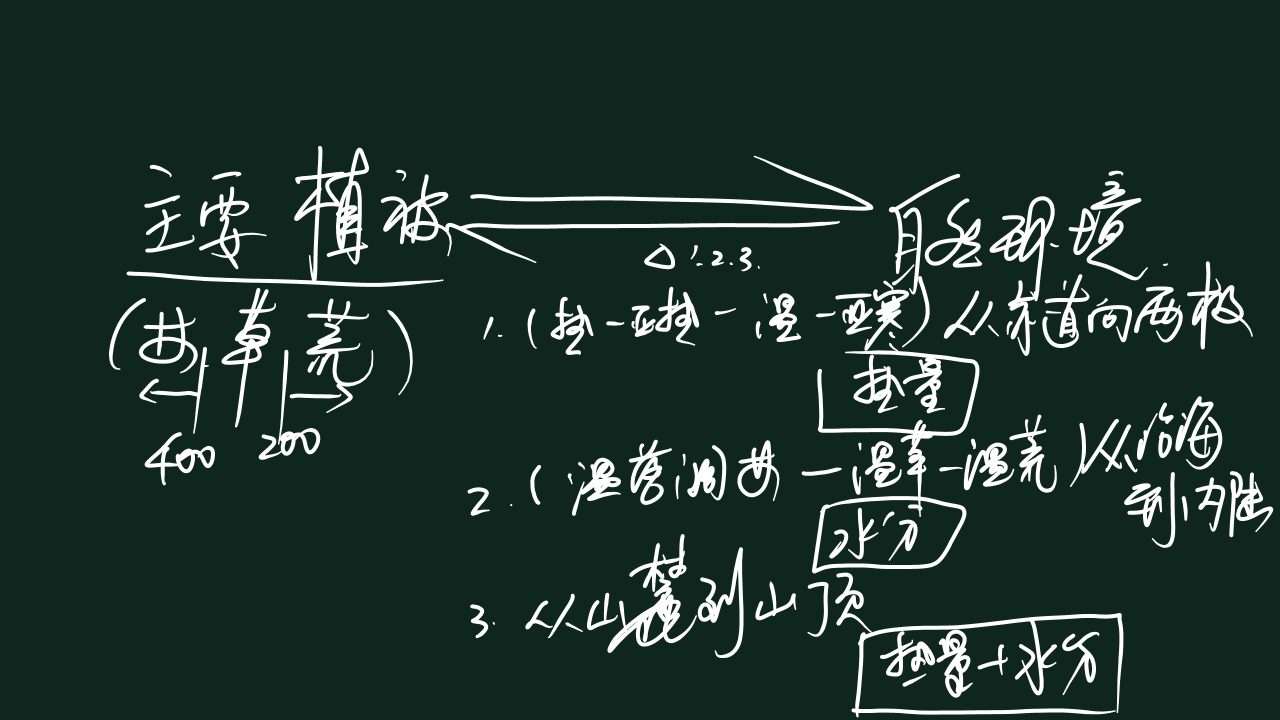 主要植被 自然环境
△1.2.3.
(林 草 荒)
400 200
1.(热-亚热-温-亚寒)从赤道向两极
热量
2.(温落阔林-温草-温荒)从沿海到内陆
水分
3.从山麓到山顶
热量+水分